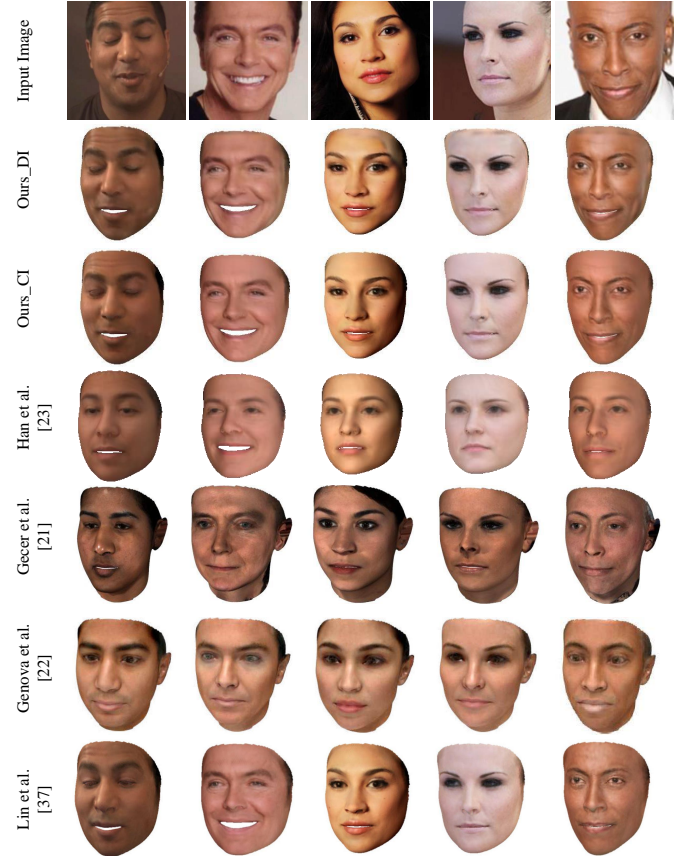 Input Image
Ours_DI
Ours_CI
Han et al.
[23]
Gecer et al.
[21]
Genova et al.
[22]
Lin et al.
[37]